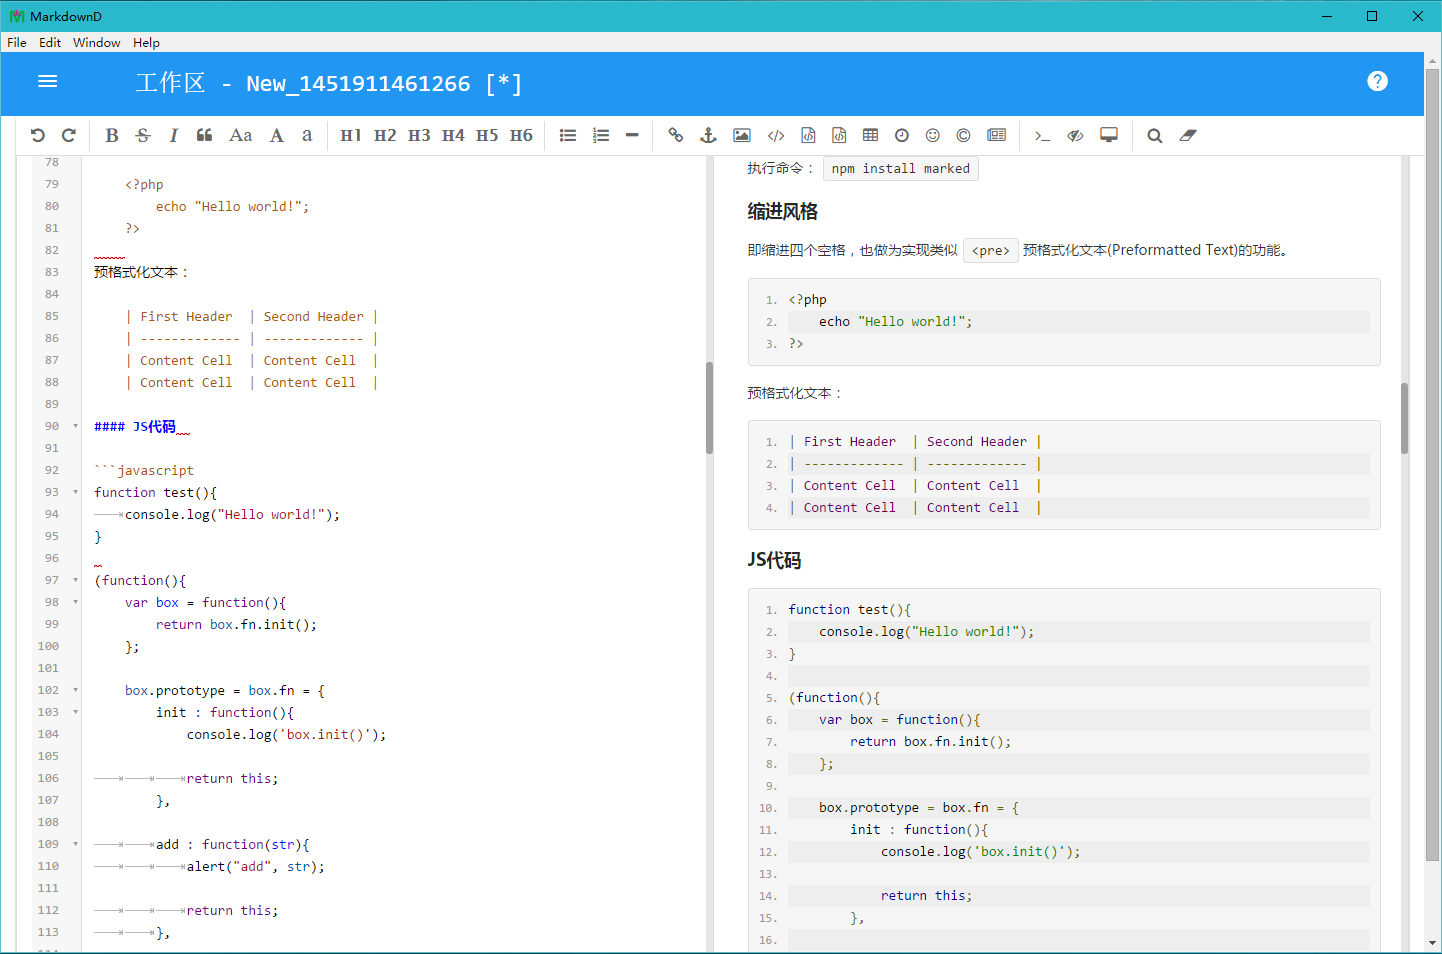 MarkdownD
File Edit Window Help
工作区 - New_1451911461266 [*]
?
B S I “ Aa A a H1 H2 H3 H4 H5 H6
78
79 <?php
80 echo "Hello world!";
81 ?>
82
83 预格式化文本：
84
85 | First Header  | Second Header |
86 | ------------- | ------------- |
87 | Content Cell  | Content Cell  |
88 | Content Cell  | Content Cell  |
89
90 #### JS代码
91
92 ```javascript
93 function test(){
94 console.log("Hello world!");
95 }
96
97 (function(){
98 var box = function(){
99 return box.fn.init();
100 };
101
102 box.prototype = box.fn = {
103 init : function(){
104 console.log('box.init()');
105
106 return this;
107 },
108
109 add : function(str){
110 alert("add", str);
111
112 return this;
113 },
执行命令： npm install marked
缩进风格
即缩进四个空格，也做为实现类似 <pre> 预格式化文本(Preformatted Text)的功能。
1. <?php
2. echo "Hello world!";
3. ?>
预格式化文本：
1. | First Header  | Second Header |
2. | ------------- | ------------- |
3. | Content Cell  | Content Cell  |
4. | Content Cell  | Content Cell  |
JS代码
1. function test(){
2. console.log("Hello world!");
3. }
4.
5. (function(){
6. var box = function(){
7. return box.fn.init();
8. };
9.
10. box.prototype = box.fn = {
11. init : function(){
12. console.log('box.init()');
13.
14. return this;
15. },
16.